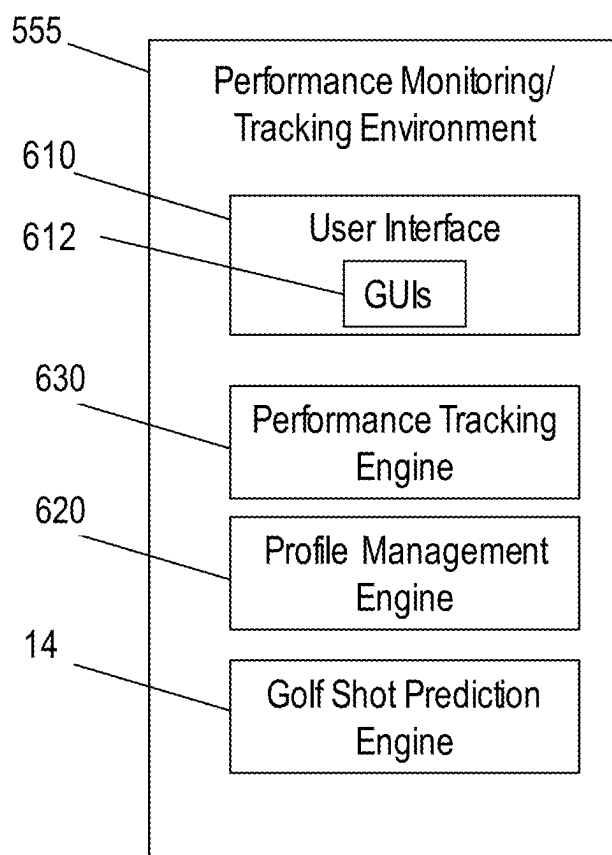 555
Performance Monitoring/
Tracking Environment
610
User Interface
612
GUIs
630
Performance Tracking
Engine
620
Profile Management
Engine
14
Golf Shot Prediction
Engine